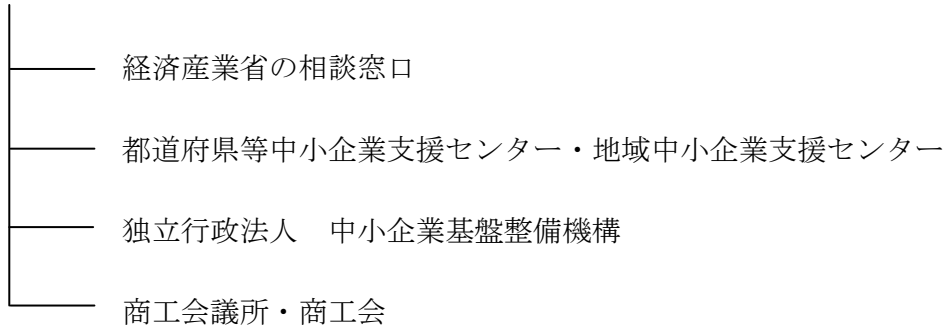 経済産業省の相談窓口
都道府県等中小企業支援センター・地域中小企業支援センター
独立行政法人　中小企業基盤整備機構
商工会議所・商工会